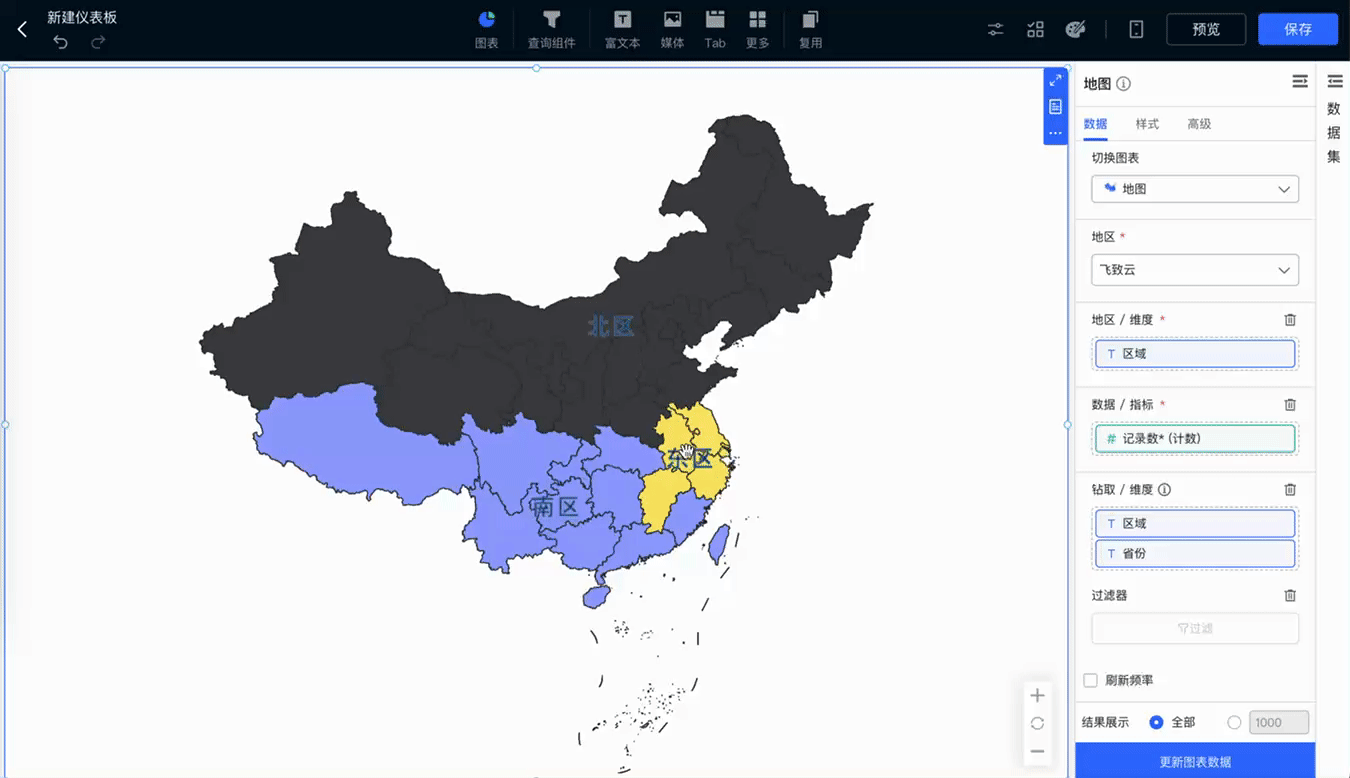 新建仪表板
图表
查询组件
富文本
媒体
Tab
更多
复用
预览
保存
北区
东区
南区
地图
数据
样式
高级
切换图表
地图
地区 *
飞致云
地区 / 维度 *
T 区域
数据 / 指标 *
# 记录数* (计数)
钻取 / 维度
T 区域
T 省份
过滤器
过滤
刷新频率
结果展示 全部 1000
更新图表数据
数据集